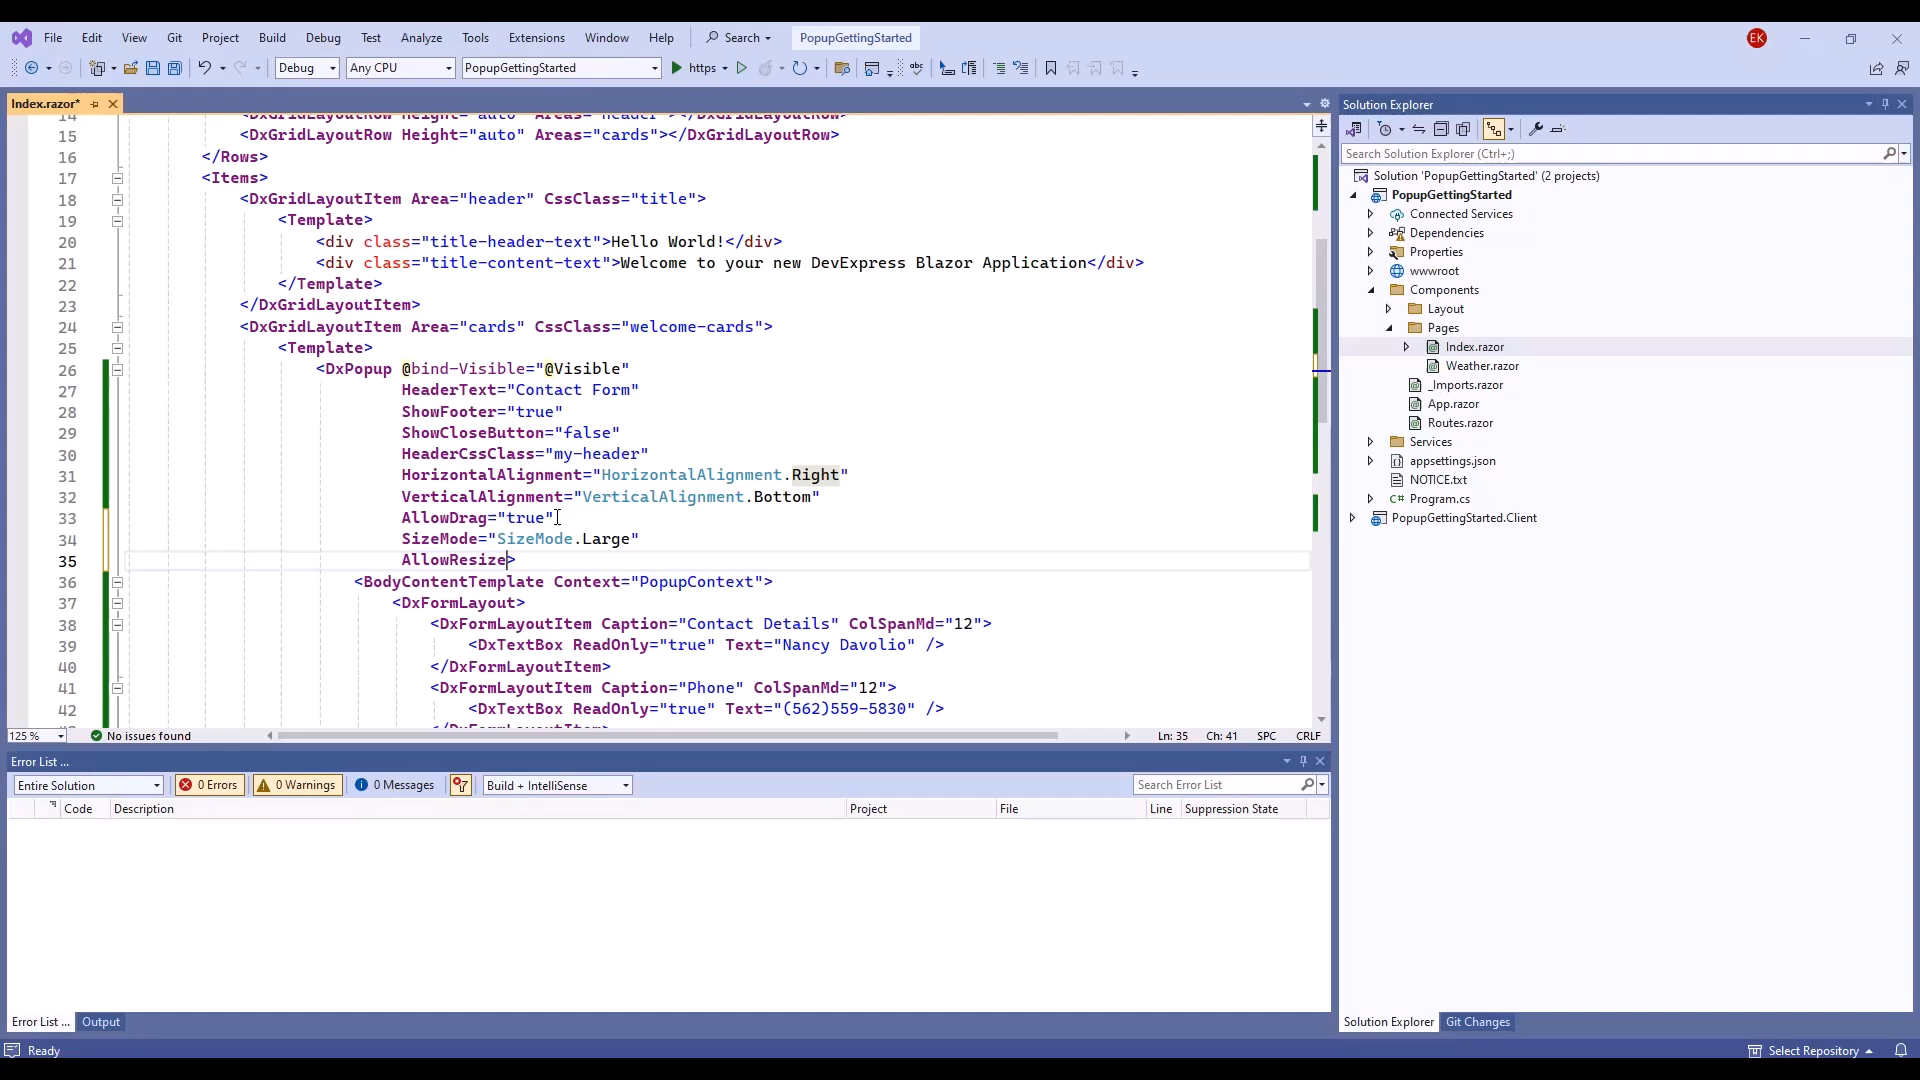 File Edit View Git Project Build Debug Test Analyze Tools Extensions Window Help Search PopupGettingStarted EK
Debug Any CPU PopupGettingStarted https
Index.razor*
14 <DxGridLayoutRow Height="auto" Areas="header"></DxGridLayoutRow>
15 <DxGridLayoutRow Height="auto" Areas="cards"></DxGridLayoutRow>
16 </Rows>
17 <Items>
18 <DxGridLayoutItem Area="header" CssClass="title">
19 <Template>
20 <div class="title-header-text">Hello World!</div>
21 <div class="title-content-text">Welcome to your new DevExpress Blazor Application</div>
22 </Template>
23 </DxGridLayoutItem>
24 <DxGridLayoutItem Area="cards" CssClass="welcome-cards">
25 <Template>
26 <DxPopup @bind-Visible="@Visible"
27 HeaderText="Contact Form"
28 ShowFooter="true"
29 ShowCloseButton="false"
30 HeaderCssClass="my-header"
31 HorizontalAlignment="HorizontalAlignment.Right"
32 VerticalAlignment="VerticalAlignment.Bottom"
33 AllowDrag="true"
34 SizeMode="SizeMode.Large"
35 AllowResize>
36 <BodyContentTemplate Context="PopupContext">
37 <DxFormLayout>
38 <DxFormLayoutItem Caption="Contact Details" ColSpanMd="12">
39 <DxTextBox ReadOnly="true" Text="Nancy Davolio" />
40 </DxFormLayoutItem>
41 <DxFormLayoutItem Caption="Phone" ColSpanMd="12">
42 <DxTextBox ReadOnly="true" Text="(562)559-5830" />
</DxFormLayoutItem>
125 % No issues found Ln: 35 Ch: 41 SPC CRLF
Error List ...
Entire Solution 0 Errors 0 Warnings 0 Messages Build + IntelliSense Search Error List
Code Description Project File Line Suppression State
Error List ... Output
Solution Explorer
Search Solution Explorer (Ctrl+;)
Solution 'PopupGettingStarted' (2 projects)
PopupGettingStarted
Connected Services
Dependencies
Properties
wwwroot
Components
Layout
Pages
Index.razor
Weather.razor
_Imports.razor
App.razor
Routes.razor
Services
appsettings.json
NOTICE.txt
C# Program.cs
PopupGettingStarted.Client
Solution Explorer Git Changes
Ready Select Repository